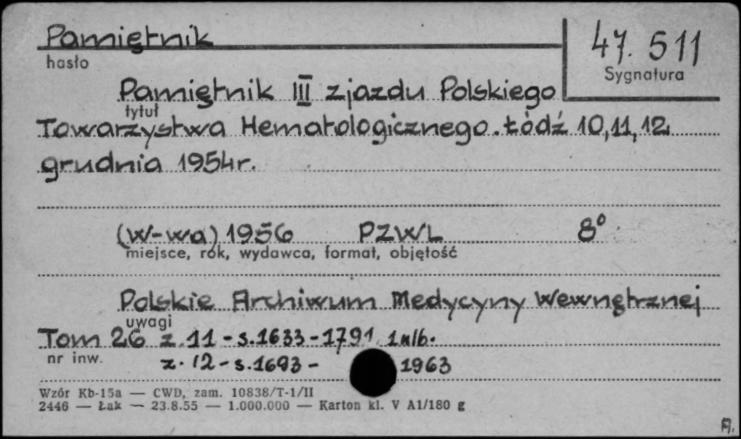 Pamiętnik
hasło
47.511
Sygnatura
Pamiętnik III zjazdu Polskiego
tytuł
Towarzystwa Hematologicznego. Łódź 10, 11, 12.
grudnia 1954r.
(W-wa) 1956 PZWL 8°
miejsce, rok, wydawca, format, objętość
Polskie Archiwum Medycyny Wewnętrznej
uwagi
Tom 26 z. 11 - s. 1633 - 1791 1 nlb.
nr inw.
z. 12 - s. 1693 - 1963
Wzór Kb-15a — CWD, zam. 10838/T-1/II
2446 — Łak — 23.8.55 — 1.000.000 — Karton kl. V A1/180 g